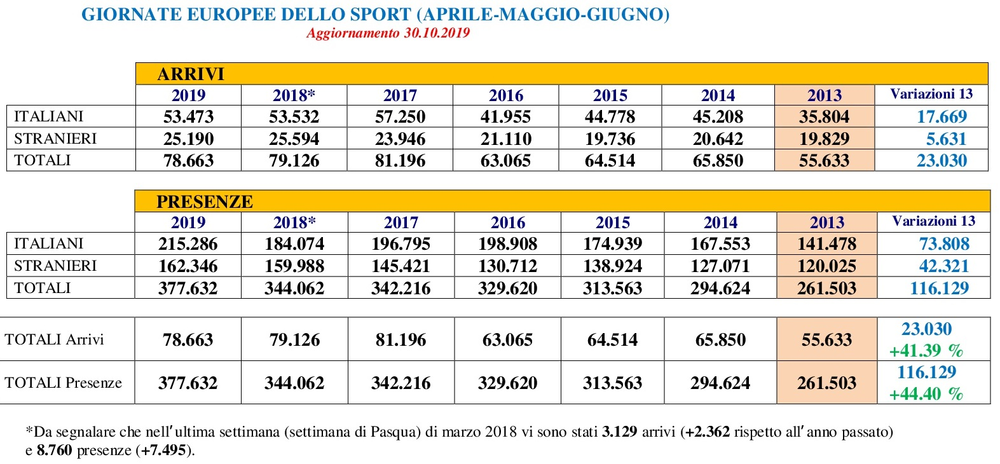 GIORNATE EUROPEE DELLO SPORT (APRILE-MAGGIO-GIUGNO)
Aggiornamento 30.10.2019
ARRIVI
2019 2018* 2017 2016 2015 2014 2013 Variazioni 13
ITALIANI 53.473 53.532 57.250 41.955 44.778 45.208 35.804 17.669
STRANIERI 25.190 25.594 23.946 21.110 19.736 20.642 19.829 5.631
TOTALI 78.663 79.126 81.196 63.065 64.514 65.850 55.633 23.030
PRESENZE
2019 2018* 2017 2016 2015 2014 2013 Variazioni 13
ITALIANI 215.286 184.074 196.795 198.908 174.939 167.553 141.478 73.808
STRANIERI 162.346 159.988 145.421 130.712 138.924 127.071 120.025 42.321
TOTALI 377.632 344.062 342.216 329.620 313.563 294.624 261.503 116.129
TOTALI Arrivi 78.663 79.126 81.196 63.065 64.514 65.850 55.633 23.030
+41.39 %
TOTALI Presenze 377.632 344.062 342.216 329.620 313.563 294.624 261.503 116.129
+44.40 %
*Da segnalare che nell'ultima settimana (settimana di Pasqua) di marzo 2018 vi sono stati 3.129 arrivi (+2.362 rispetto all'anno passato)
e 8.760 presenze (+7.495).